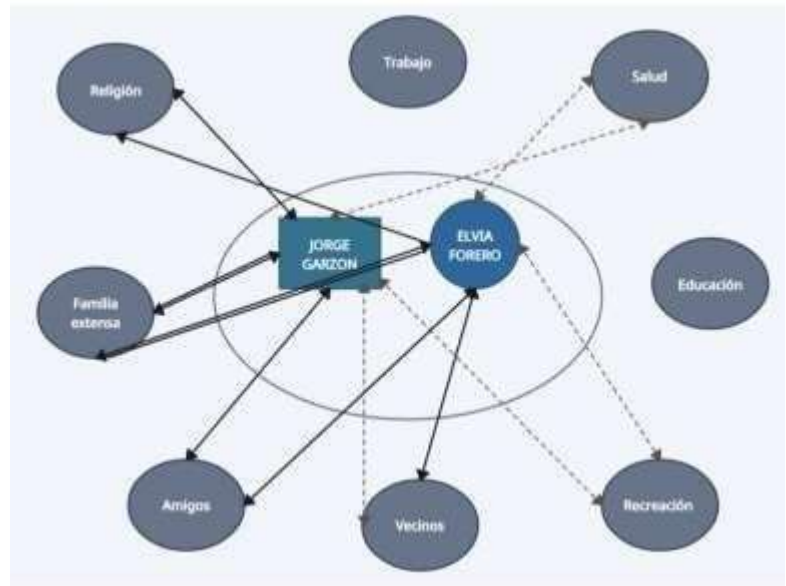 Trabajo
Salud
Religión
JORGE
GARZON
ELVIA
FORERO
Educación
Familia
extensa
Amigos
Vecinos
Recreación